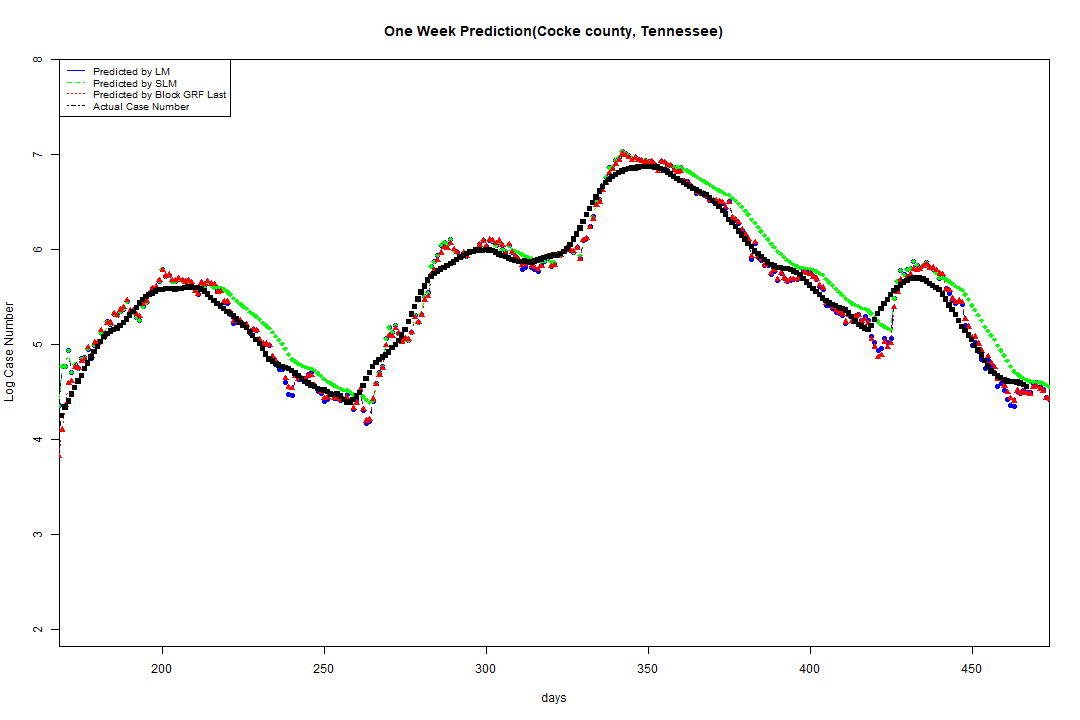 One Week Prediction(Cocke county, Tennessee)
Predicted by LM
Predicted by SLM
Predicted by Block GRF Last
Actual Case Number
Log Case Number
8
7
6
5
4
3
2
200 250 300 350 400 450
days